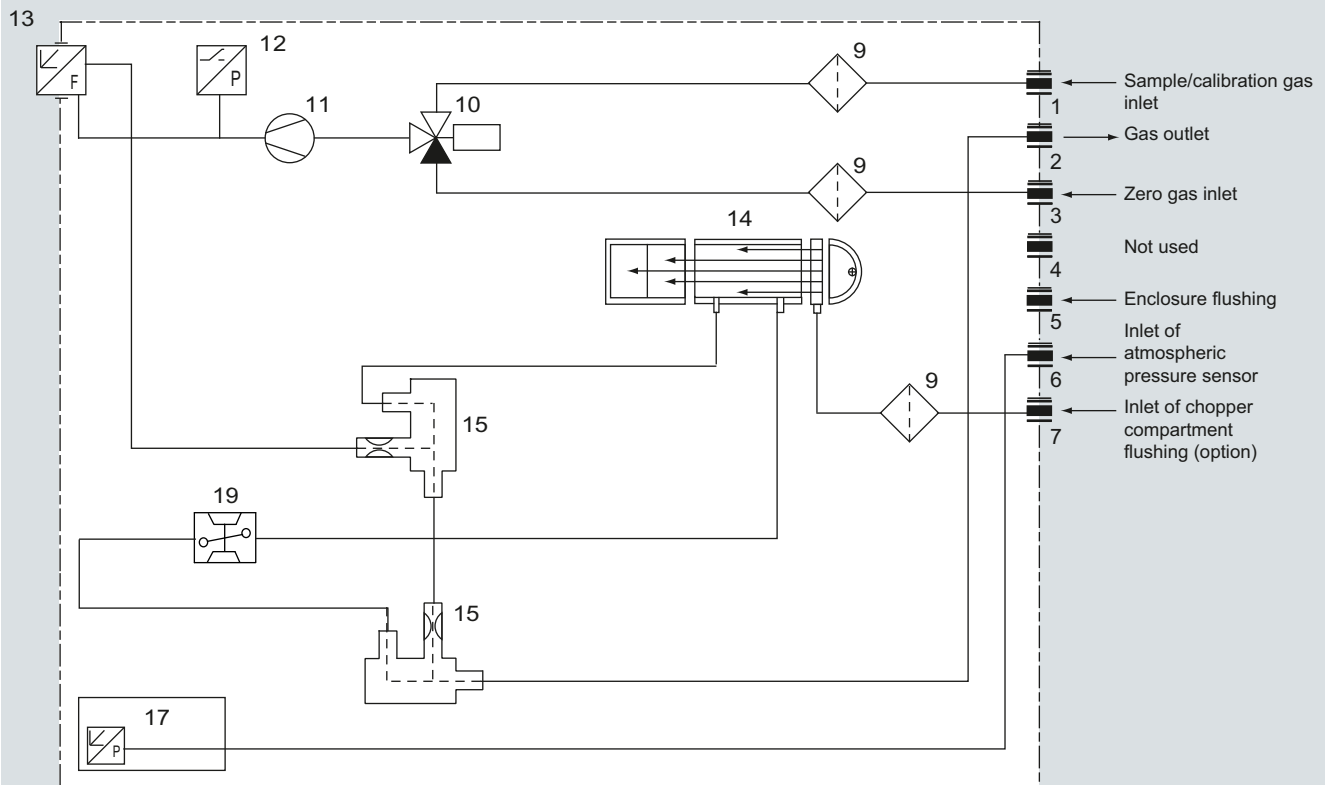 13
12
F
P
11
10
9
Sample/calibration gas
inlet
1
Gas outlet
2
9
Zero gas inlet
3
14
Not used
4
Enclosure flushing
5
Inlet of
atmospheric
pressure sensor
6
9
Inlet of chopper
compartment
flushing (option)
7
15
19
15
17
P